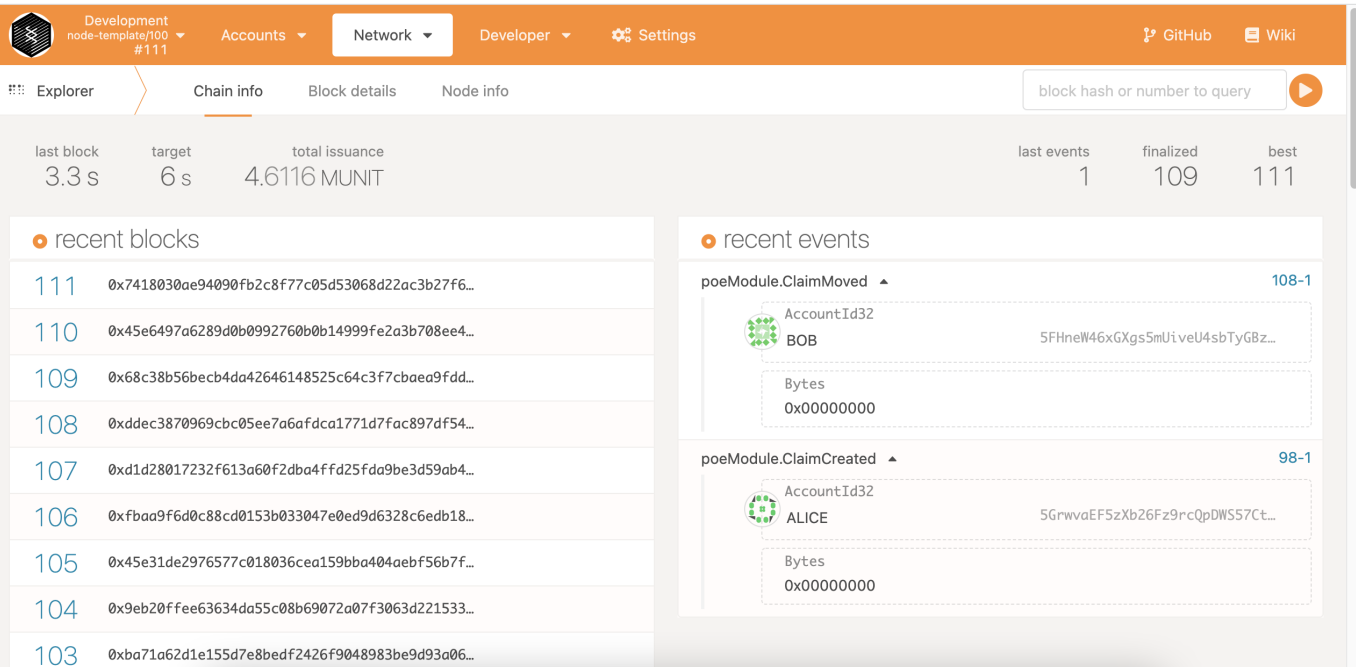 Development
node-template/100
#111
Accounts
Network
Developer
Settings
GitHub
Wiki
Explorer
Chain info
Block details
Node info
block hash or number to query
last block
3.3 s
target
6 s
total issuance
4.6116 MUNIT
last events
1
finalized
109
best
111
recent blocks
111 0x7418030ae94090fb2c8f77c05d53068d22ac3b27f6…
110 0x45e6497a6289d0b0992760b0b14999fe2a3b708ee4…
109 0x68c38b56becb4da42646148525c64c3f7cbaea9fdd…
108 0xddec3870969cbc05ee7a6afdca1771d7fac897df54…
107 0xd1d28017232f613a60f2dba4ffd25fda9be3d59ab4…
106 0xfbaa9f6d0c88cd0153b033047e0ed9d6328c6edb18…
105 0x45e31de2976577c018036cea159bba404aebf56b7f…
104 0x9eb20ffee63634da55c08b69072a07f3063d221533…
103 0xba71a62d1e155d7e8bedf2426f9048983be9d93a06…
recent events
poeModule.ClaimMoved 108-1
AccountId32
BOB 5FHneW46xGXgs5mUiveU4sbTyGBz…
Bytes
0x00000000
poeModule.ClaimCreated 98-1
AccountId32
ALICE 5GrwvaEF5zXb26Fz9rcQpDWS57Ct…
Bytes
0x00000000